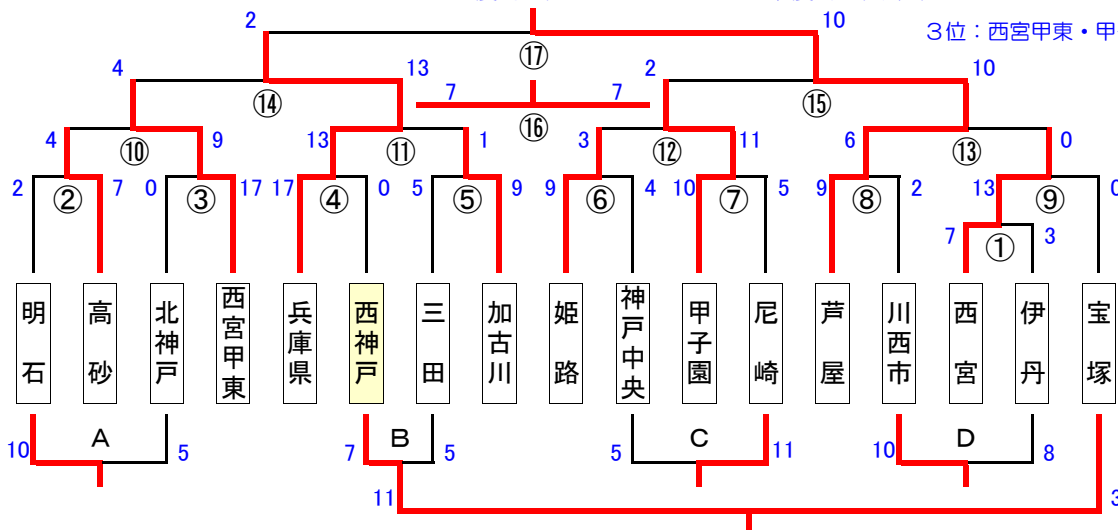 2 10
3位：西宮甲東・甲
⑰
4 13 2 10
⑭ 7 7 ⑮
⑯
4 9 13 1 3 11 6 0
⑩ ⑪ ⑫ ⑬
2 7 0 17 17 0 5 9 9 4 10 5 9 2 13 0
② ③ ④ ⑤ ⑥ ⑦ ⑧ ⑨
7 3
①
明石 高砂 北神戸 西宮甲東 兵庫県 西神戸 三田 加古川 姫路 神戸中央 甲子園 尼崎 芦屋 川西市 西宮 伊丹 宝塚
A B C D
10 5 7 5 5 11 10 8
11 3